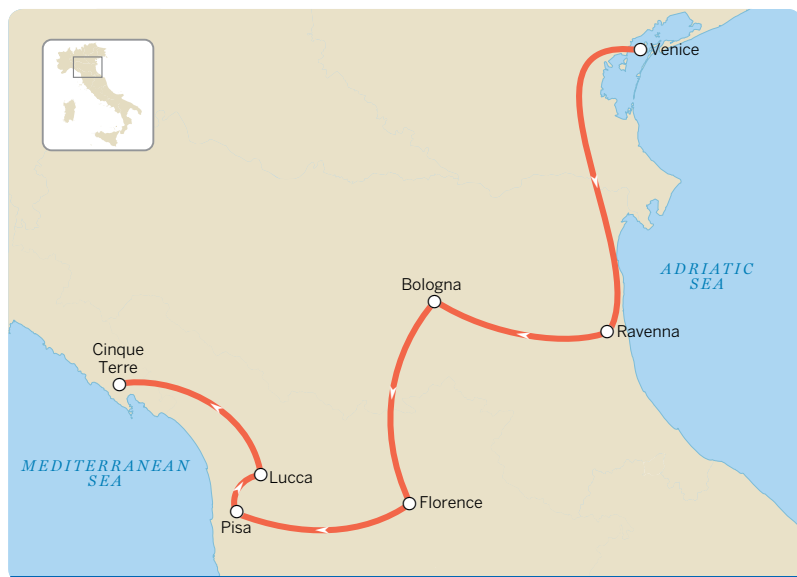 Venice
ADRIATIC
SEA
Bologna
Ravenna
Cinque
Terre
MEDITERRANEAN
SEA
Lucca
Florence
Pisa